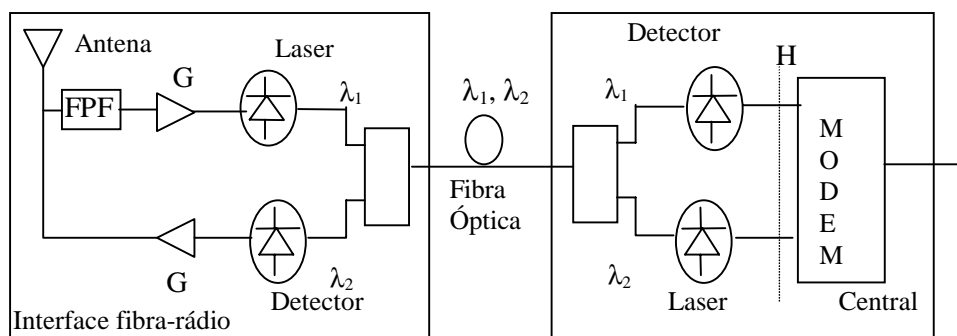 Antena
Laser
G
FPF
λ1
λ1, λ2
Fibra
Óptica
G
λ2
Detector
Interface fibra-rádio
Detector
H
λ1
M
O
D
E
M
λ2
Laser
Central